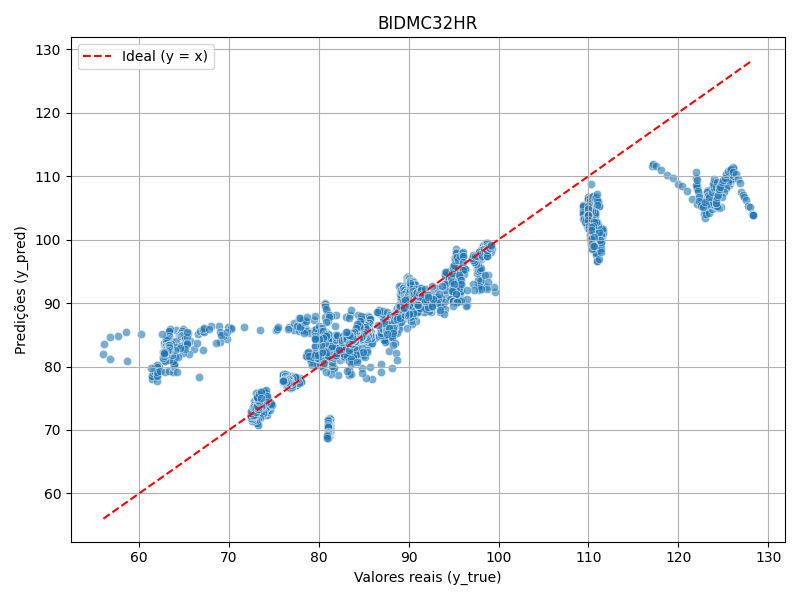 BIDMC32HR
Ideal (y = x)
130
120
110
100
90
80
70
60
Predições (y_pred)
60 70 80 90 100 110 120 130
Valores reais (y_true)